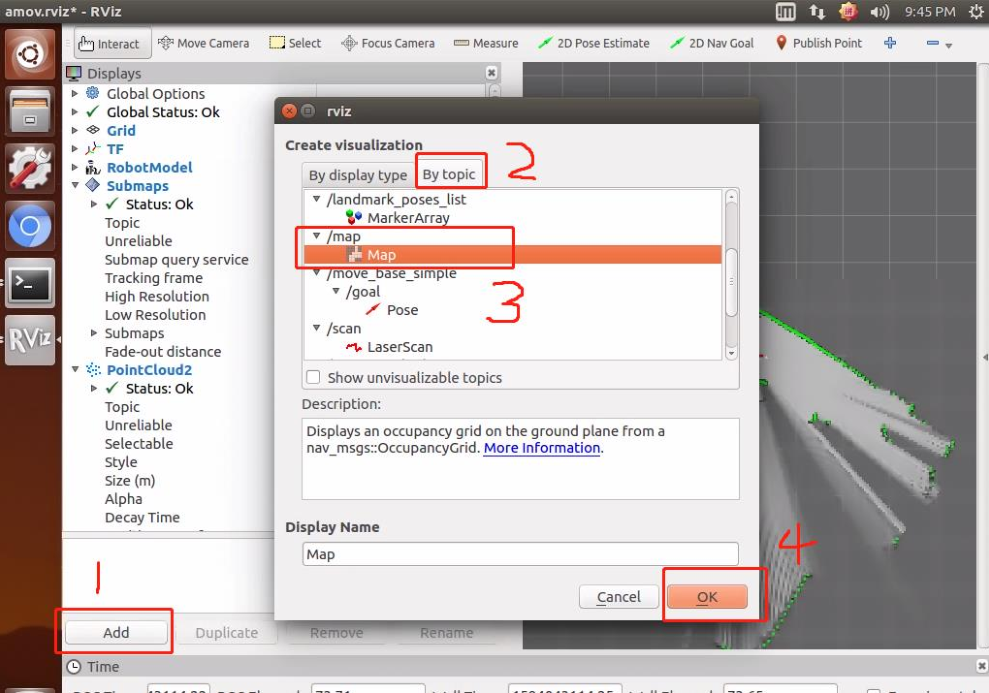 amov.rviz* - RViz
9:45 PM
Interact
Move Camera
Select
Focus Camera
Measure
2D Pose Estimate
2D Nav Goal
Publish Point
Displays
Global Options
Global Status: Ok
Grid
TF
RobotModel
Submaps
Status: Ok
Topic
Unreliable
Submap query service
Tracking frame
High Resolution
Low Resolution
Submaps
Fade-out distance
PointCloud2
Status: Ok
Topic
Unreliable
Selectable
Style
Size (m)
Alpha
Decay Time
RViz
rviz
Create visualization
By display type
By topic
2
/landmark_poses_list
MarkerArray
/map
Map
/move_base_simple
/goal
Pose
3
/scan
LaserScan
Show unvisualizable topics
Description:
Displays an occupancy grid on the ground plane from a
nav_msgs::OccupancyGrid. More Information.
Display Name
Map
4
Cancel
OK
1
Add
Duplicate
Remove
Rename
Time